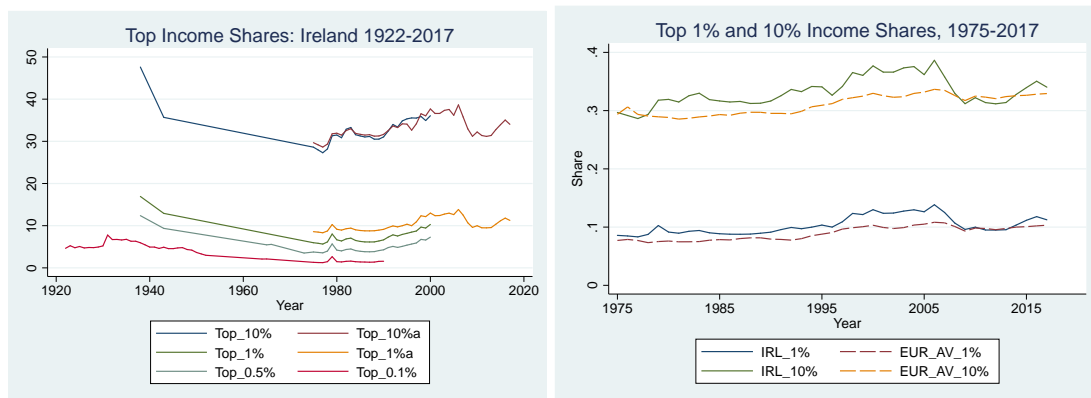 Top Income Shares: Ireland 1922-2017
50
40
30
20
10
0
1920 1940 1960 1980 2000 2020
Year
Top_10% Top_10%a
Top_1% Top_1%a
Top_0.5% Top_0.1%
Top 1% and 10% Income Shares, 1975-2017
.4
.3
.2
.1
0
Share
1975 1985 1995 2005 2015
Year
IRL_1% EUR_AV_1%
IRL_10% EUR_AV_10%